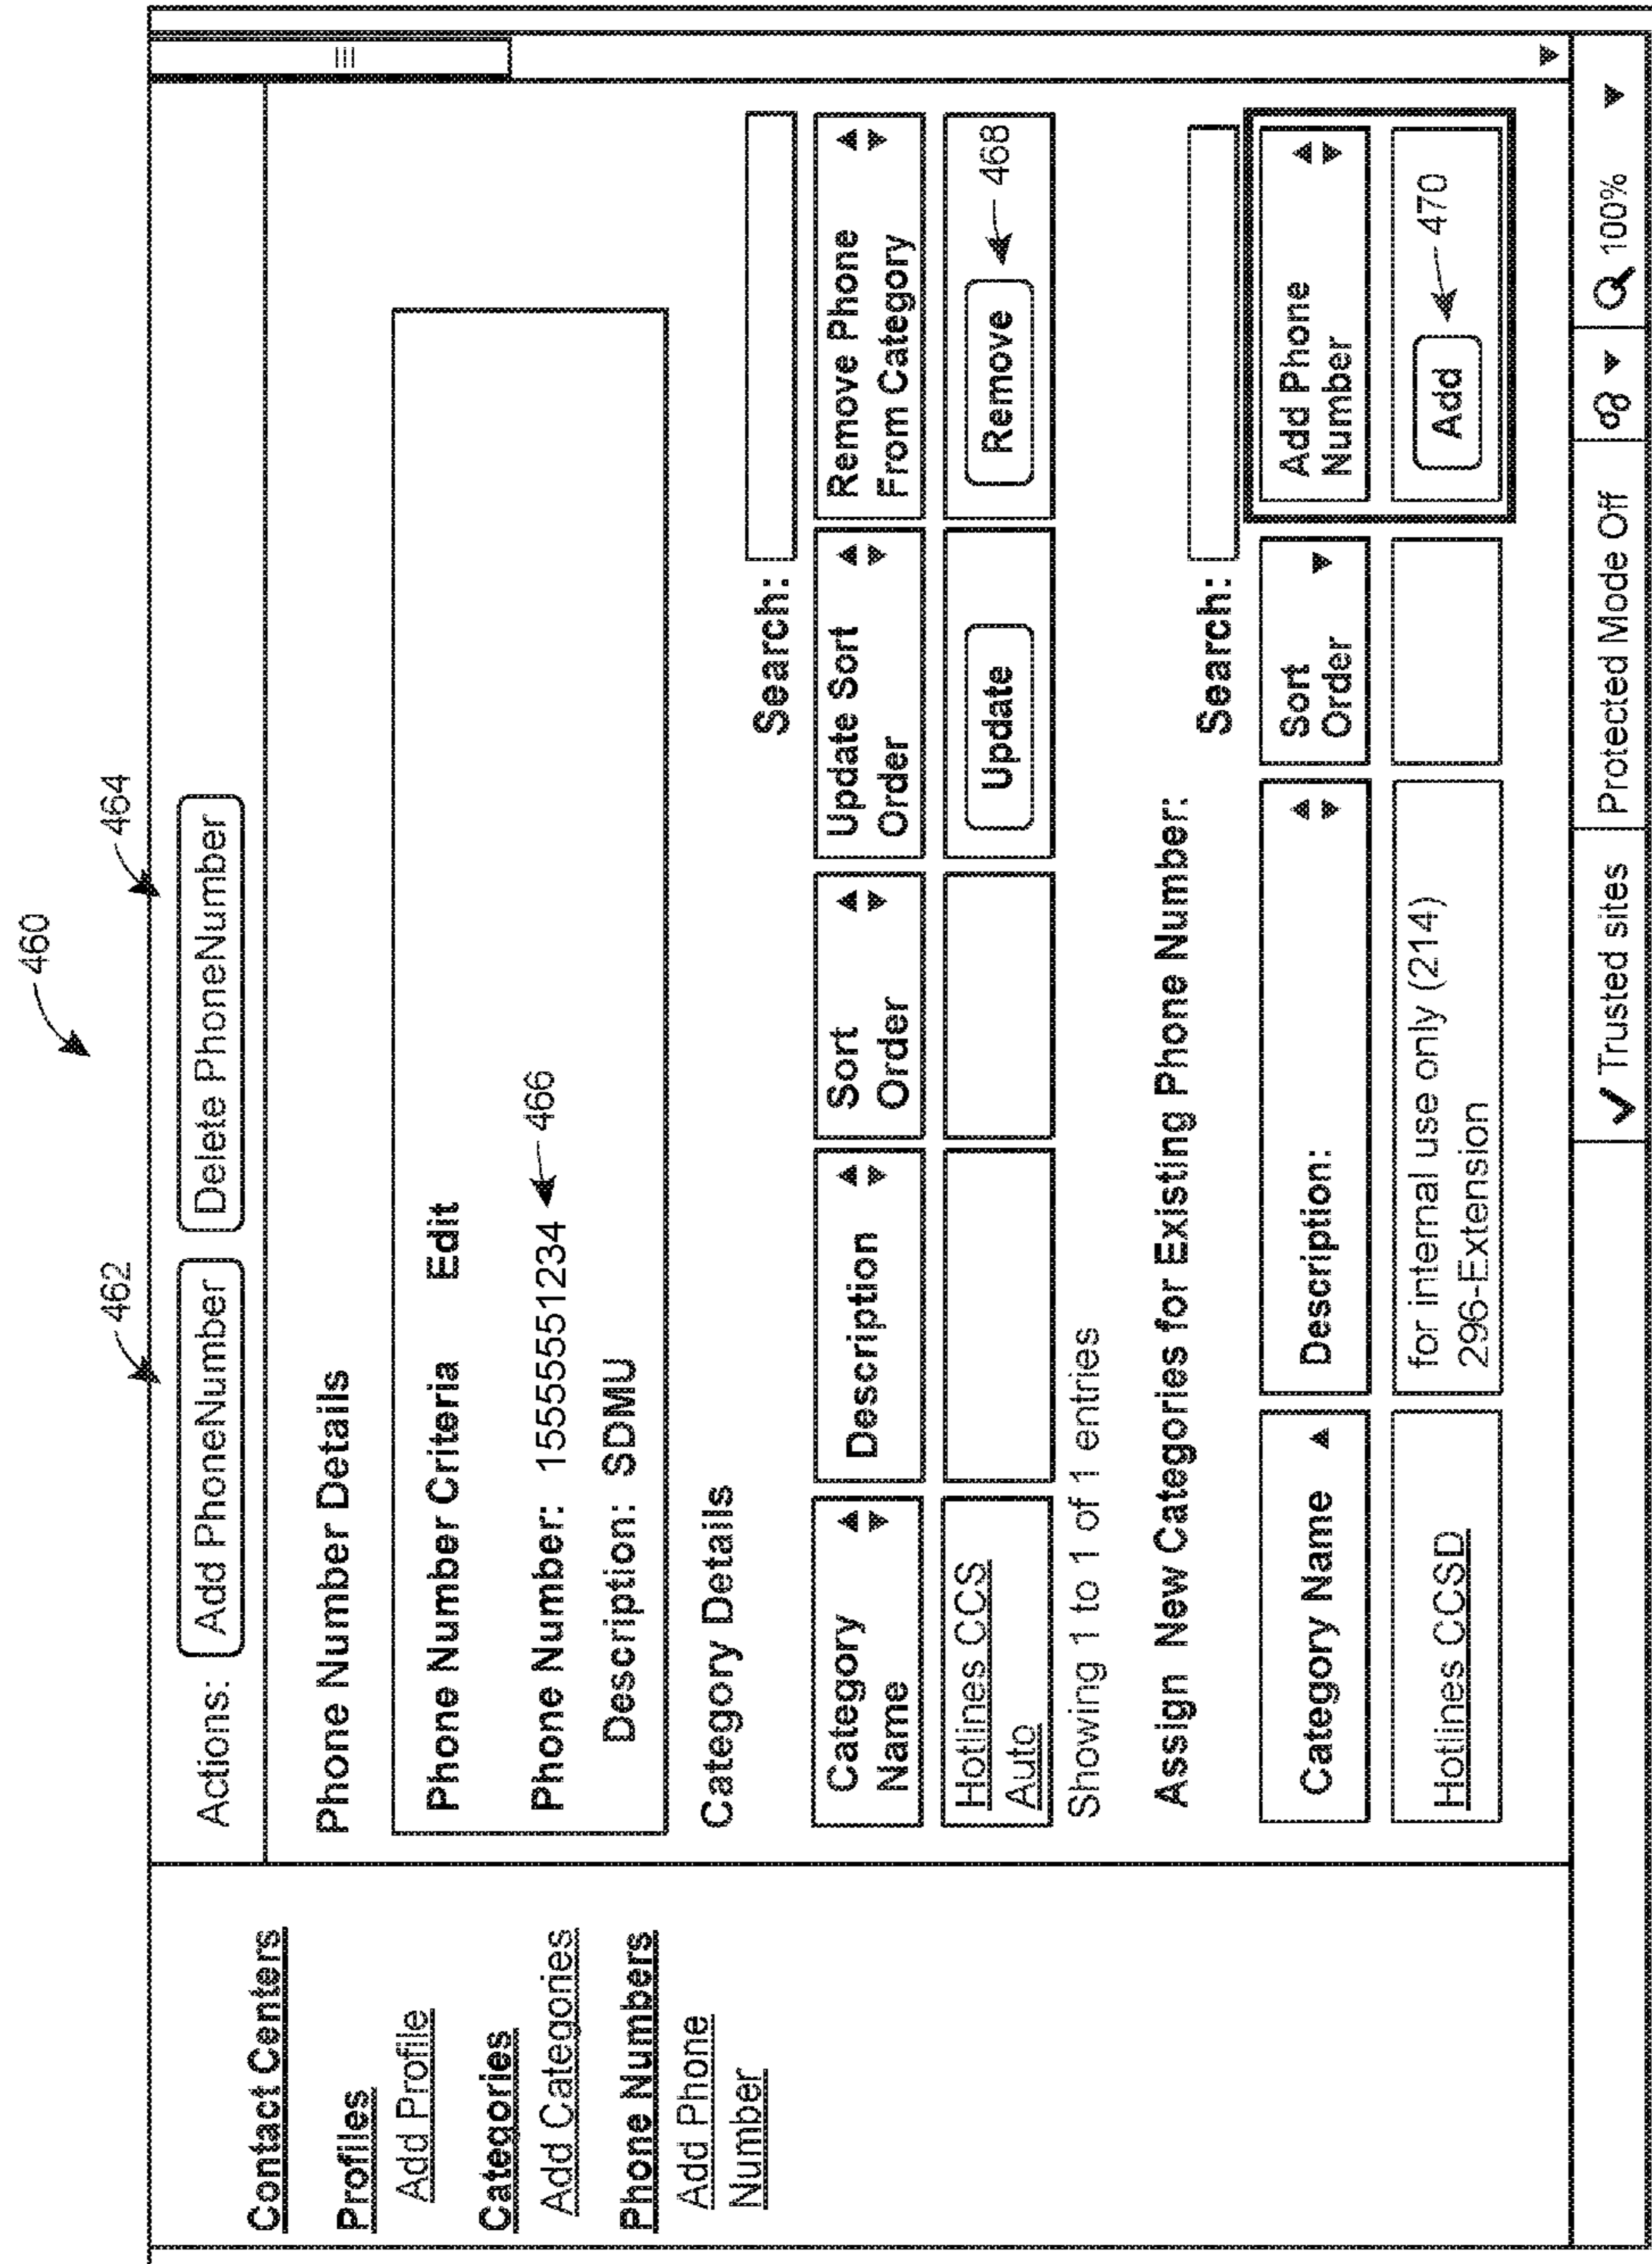 460
462
464
Actions: Add PhoneNumber Delete PhoneNumber
Contact Centers
Profiles
Add Profile
Categories
Add Categories
Phone Numbers
Add Phone
Number
Phone Number Details
Phone Number Criteria Edit
Phone Number: 15555551234 466
Description: SDMU
Category Details
Search:
Category
Name
Description
Sort
Order
Update Sort
Order
Remove Phone
From Category
Hotlines CCS
Auto
Update
Remove 468
Showing 1 to 1 of 1 entries
Assign New Categories for Existing Phone Number:
Search:
Category Name
Description:
Sort
Order
Add Phone
Number
Hotlines CCSD
for internal use only (214)
296-Extension
Add 470
Trusted sites Protected Mode Off 100%